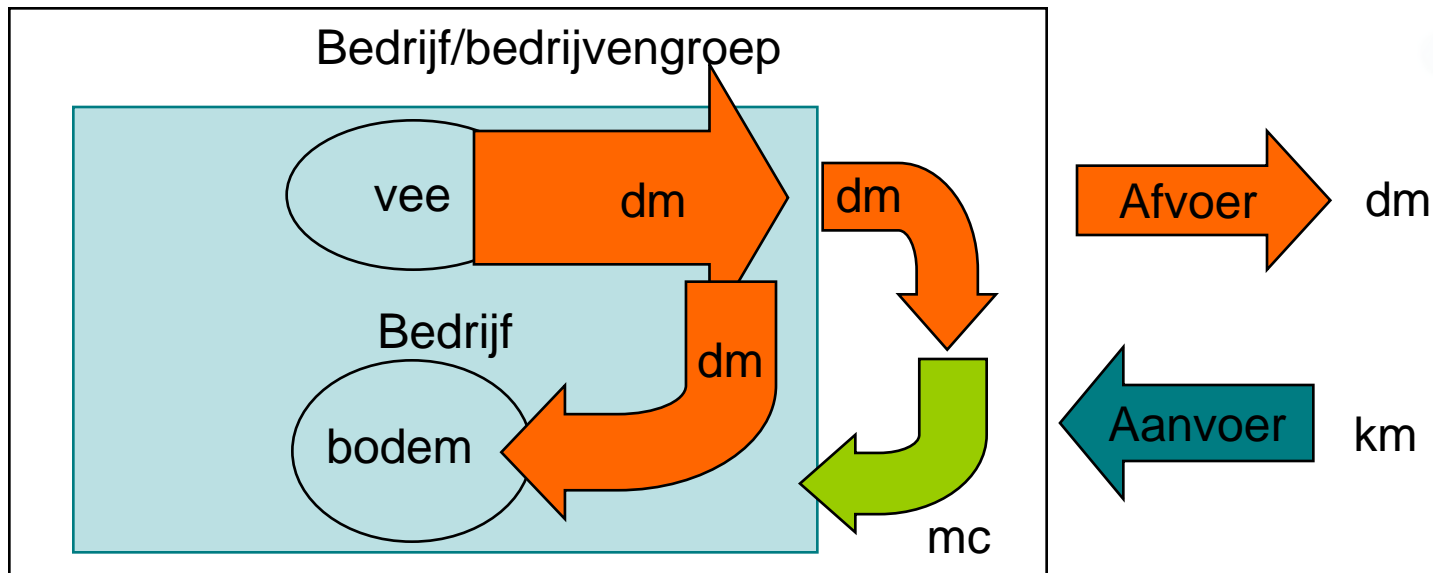 Bedrijf/bedrijvengroep
vee
dm
dm
Afvoer
dm
Bedrijf
dm
bodem
Aanvoer
km
mc